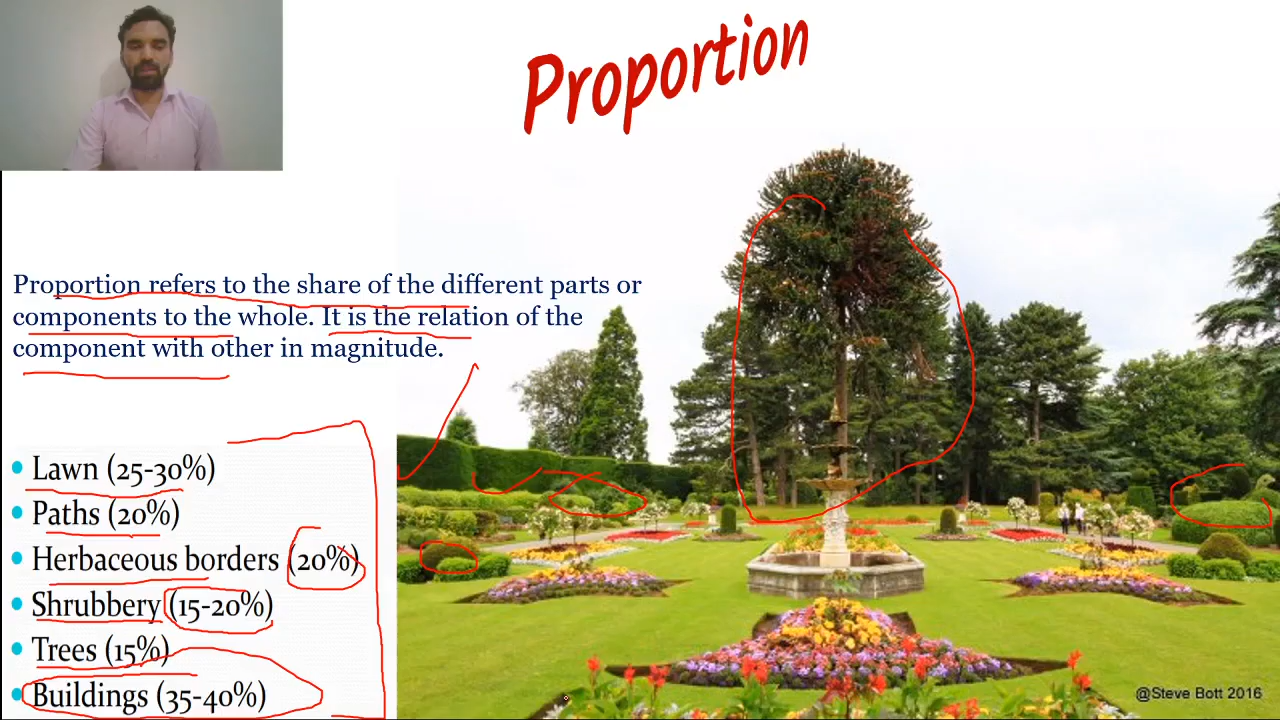 Proportion
Proportion refers to the share of the different parts or
components to the whole. It is the relation of the
component with other in magnitude.
• Lawn (25-30%)
• Paths (20%)
• Herbaceous borders (20%)
• Shrubbery (15-20%)
• Trees (15%)
• Buildings (35-40%)
@Steve Bott 2016